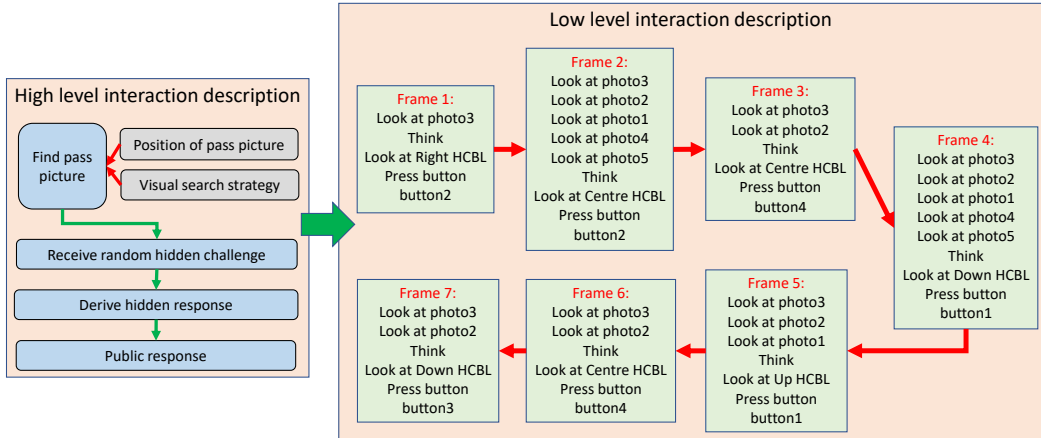 High level interaction description
Find pass
picture
Position of pass picture
Visual search strategy
Receive random hidden challenge
Derive hidden response
Public response
Low level interaction description
Frame 1:
Look at photo3
Think
Look at Right HCBL
Press button
button2
Frame 2:
Look at photo3
Look at photo2
Look at photo1
Look at photo4
Look at photo5
Think
Look at Centre HCBL
Press button
button2
Frame 3:
Look at photo3
Look at photo2
Think
Look at Centre HCBL
Press button
button4
Frame 4:
Look at photo3
Look at photo2
Look at photo1
Look at photo4
Look at photo5
Think
Look at Down HCBL
Press button
button1
Frame 5:
Look at photo3
Look at photo2
Look at photo1
Think
Look at Up HCBL
Press button
button1
Frame 6:
Look at photo3
Look at photo2
Think
Look at Centre HCBL
Press button
button4
Frame 7:
Look at photo3
Look at photo2
Think
Look at Down HCBL
Press button
button3